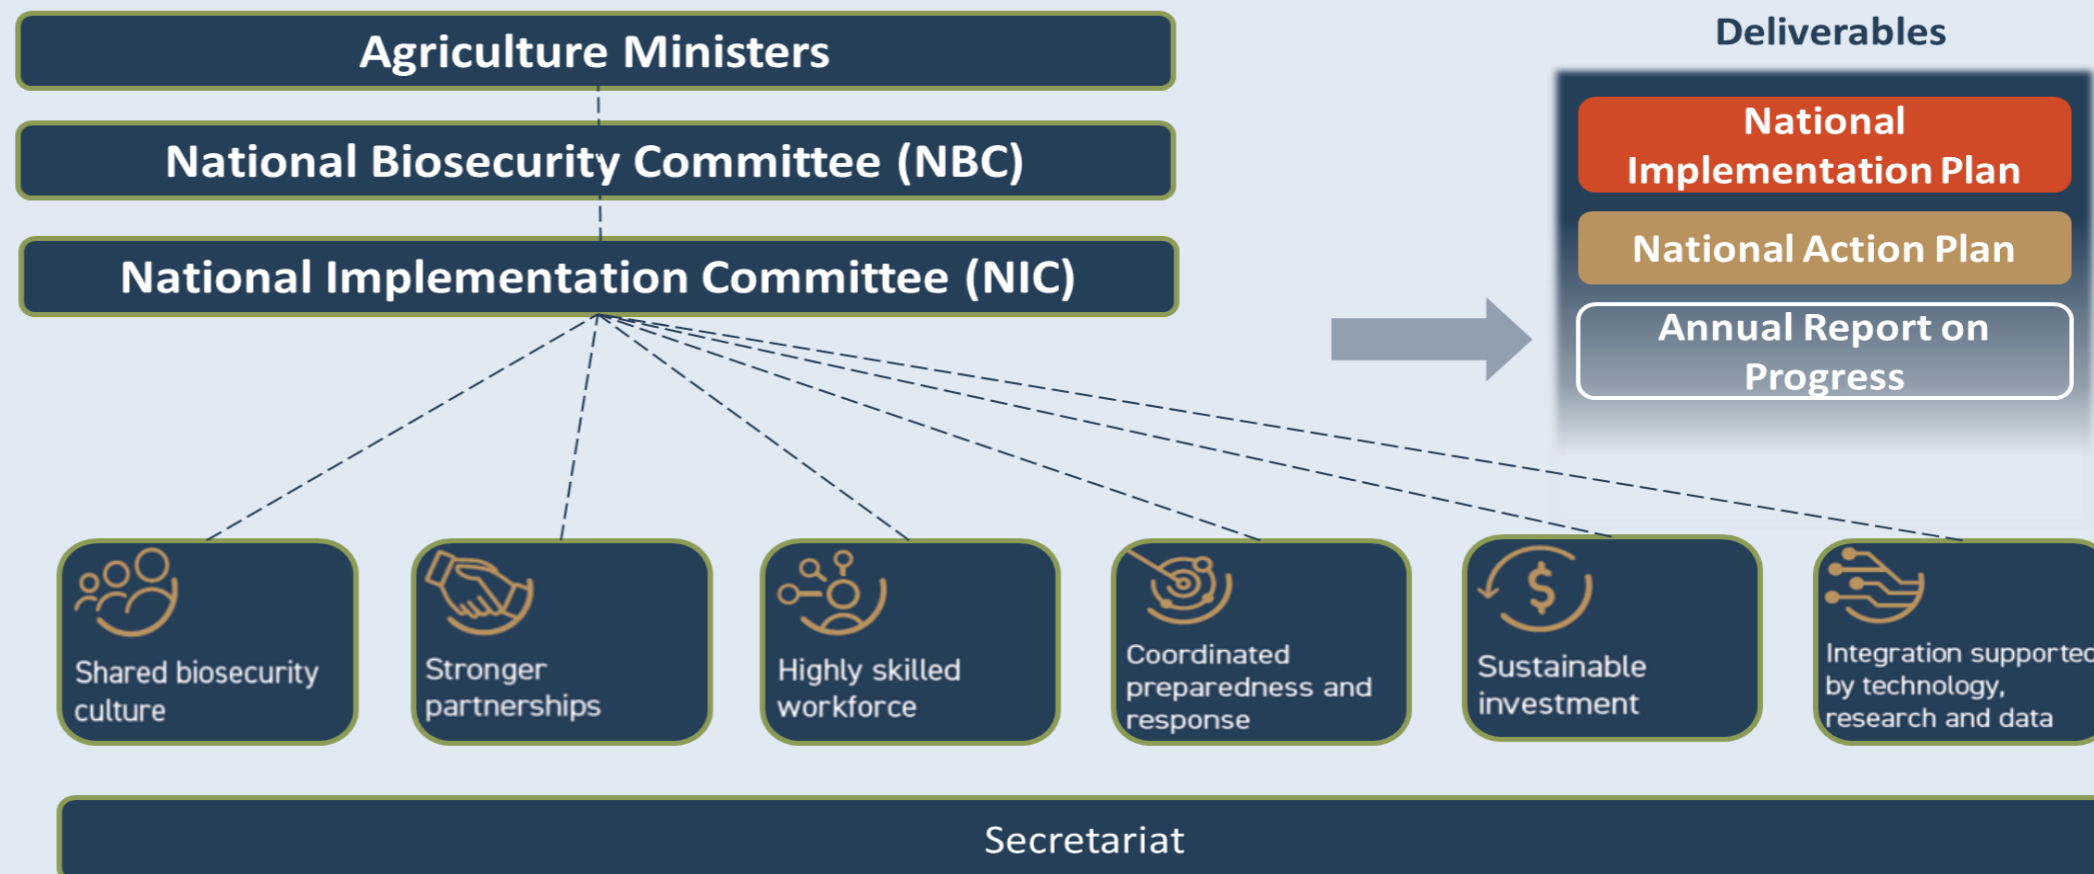 Agriculture Ministers
National Biosecurity Committee (NBC)
National Implementation Committee (NIC)
Deliverables
National
Implementation Plan
National Action Plan
Annual Report on
Progress
Shared biosecurity
culture
Stronger
partnerships
Highly skilled
workforce
Coordinated
preparedness and
response
$
Sustainable
investment
Integration supported
by technology,
research and data
Secretariat